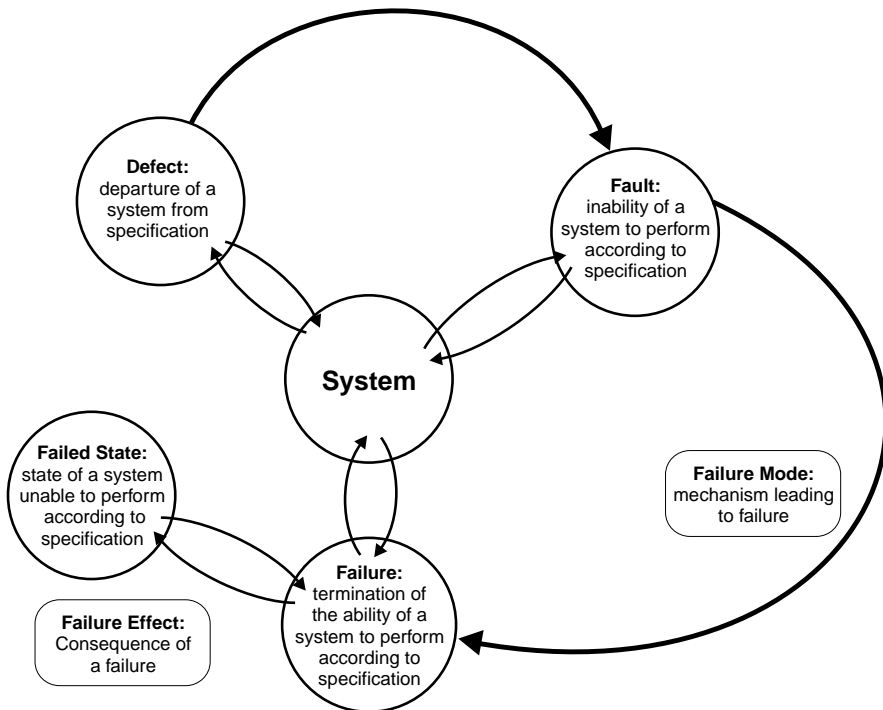 Defect:
departure of a
system from
specification
Fault:
inability of a
system to perform
according to
specification
System
Failed State:
state of a system
unable to perform
according to
specification
Failure Mode:
mechanism leading
to failure
Failure:
termination of
the ability of a
system to perform
according to
specification
Failure Effect:
Consequence of
a failure